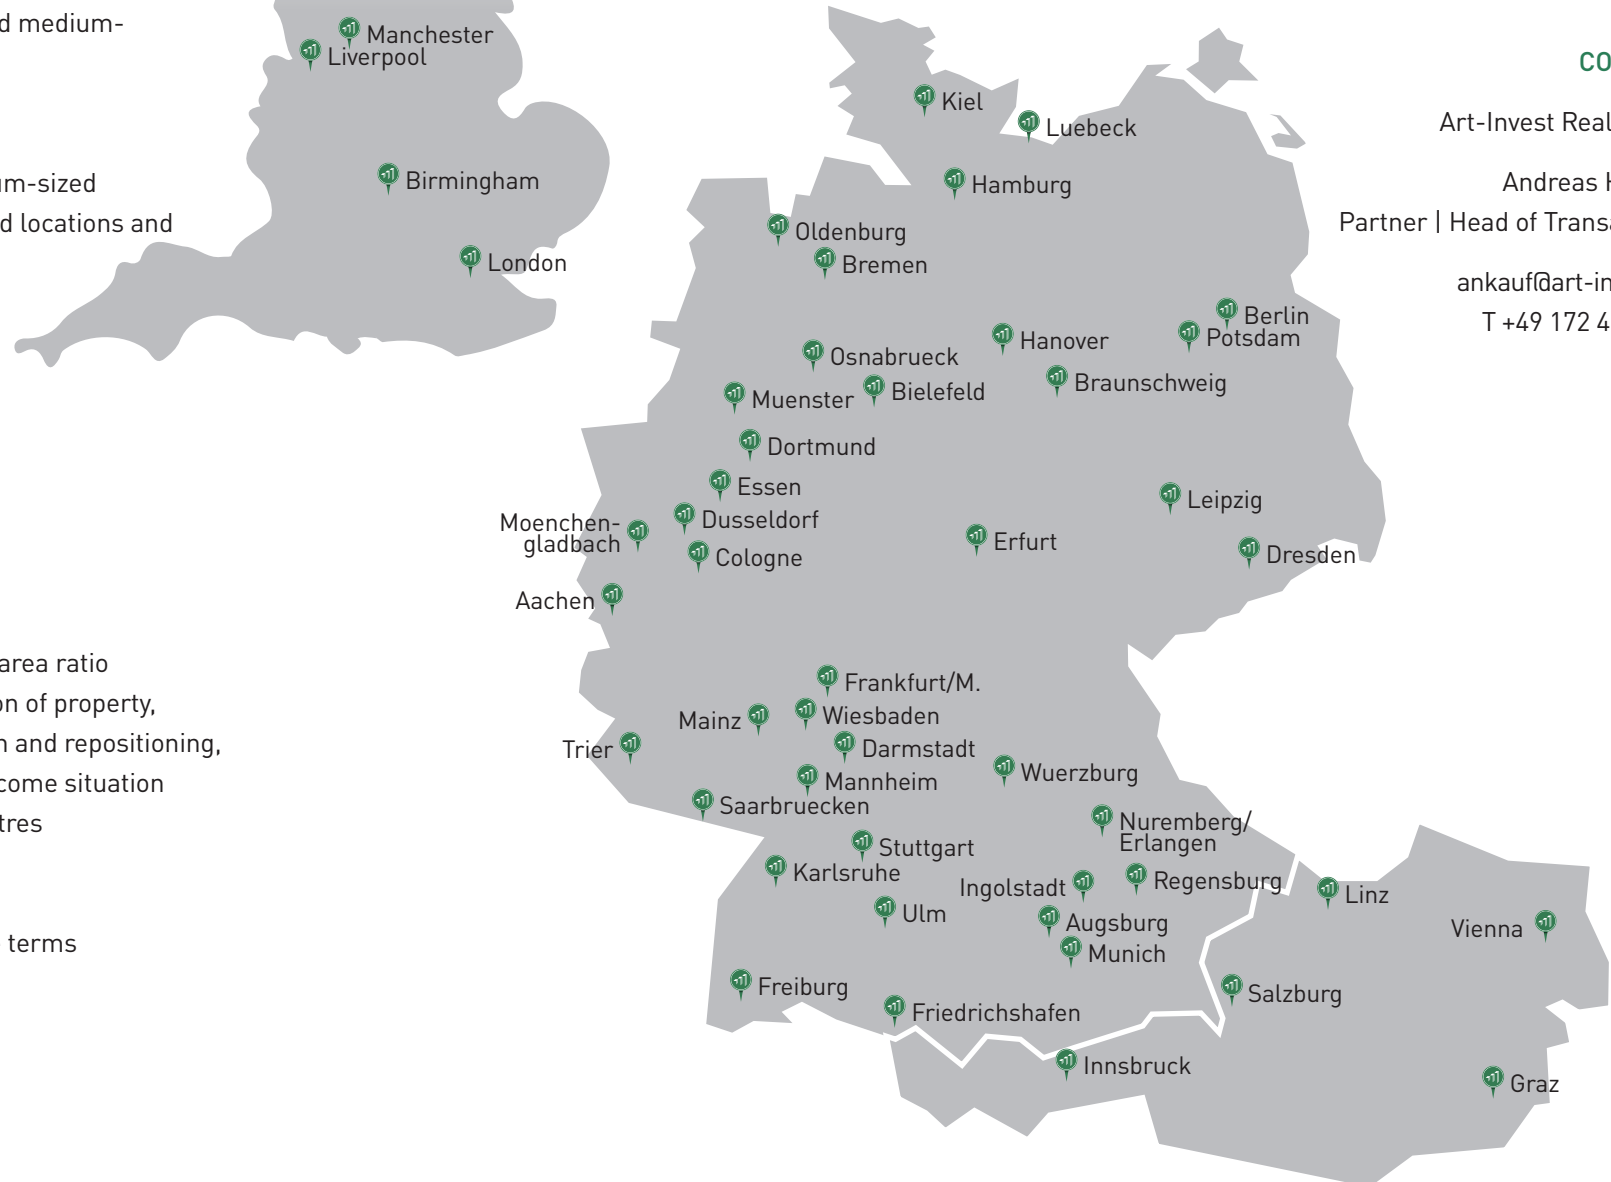 d medium-
um-sized
d locations and
area ratio
on of property,
n and repositioning,
come situation
tres
terms
Manchester
Liverpool
Birmingham
London
Kiel
Luebeck
Hamburg
Oldenburg
Bremen
Berlin
Potsdam
Hanover
Osnabrueck
Braunschweig
Bielefeld
Muenster
Dortmund
Essen
Leipzig
Dusseldorf
Moenchen-
gladbach
Erfurt
Cologne
Dresden
Aachen
Frankfurt/M.
Mainz
Wiesbaden
Trier
Darmstadt
Wuerzburg
Mannheim
Saarbruecken
Nuremberg/
Erlangen
Stuttgart
Karlsruhe
Ingolstadt
Regensburg
Linz
Ulm
Augsburg
Vienna
Munich
Freiburg
Salzburg
Friedrichshafen
Innsbruck
Graz
CO
Art-Invest Real
Andreas H
Partner | Head of Transa
ankauf@art-in
T +49 172 4